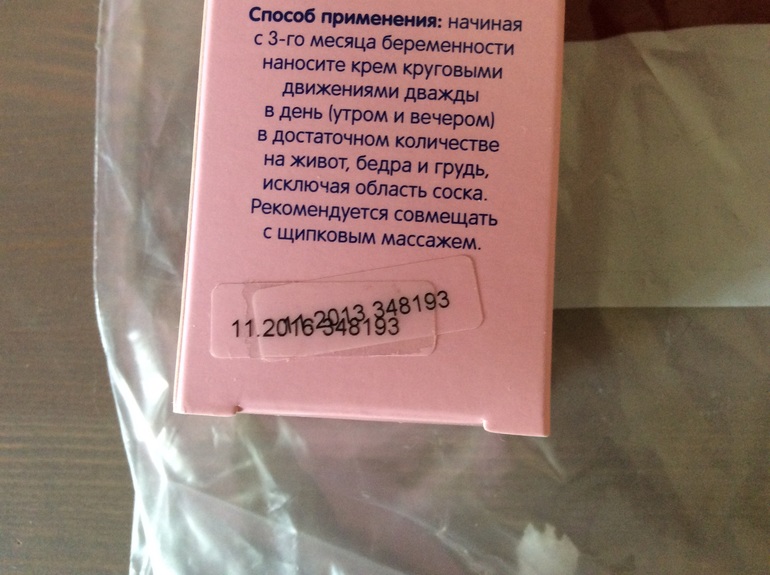 Способ применения: начиная
с 3-го месяца беременности
наносите крем круговыми
движениями дважды
в день (утром и вечером)
в достаточном количестве
на живот, бедра и грудь,
исключая область соска.
Рекомендуется совмещать
с щипковым массажем.
11.2013 348193
11.2016 348193